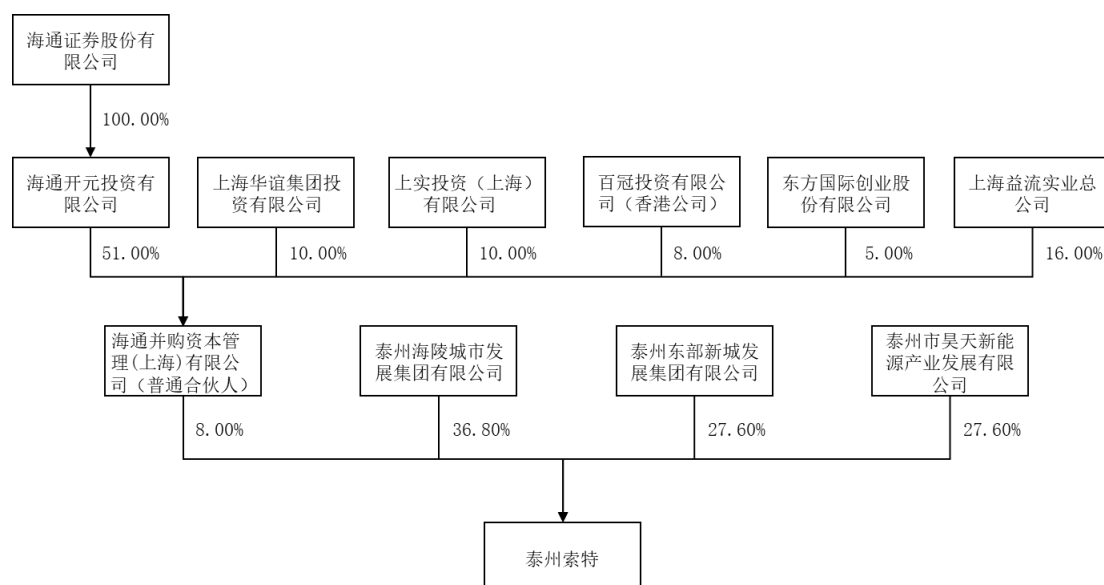 海通证券股份有
限公司
100.00%
海通开元投资有
限公司
上海华谊集团投
资有限公司
上实投资（上海）
有限公司
百冠投资有限公
司（香港公司）
东方国际创业股
份有限公司
上海益流实业总
公司
51.00%
10.00%
10.00%
8.00%
5.00%
16.00%
海通并购资本管
理(上海)有限公
司（普通合伙人）
泰州海陵城市发
展集团有限公司
泰州东部新城发
展集团有限公司
泰州市昊天新能
源产业发展有限
公司
8.00%
36.80%
27.60%
27.60%
泰州索特